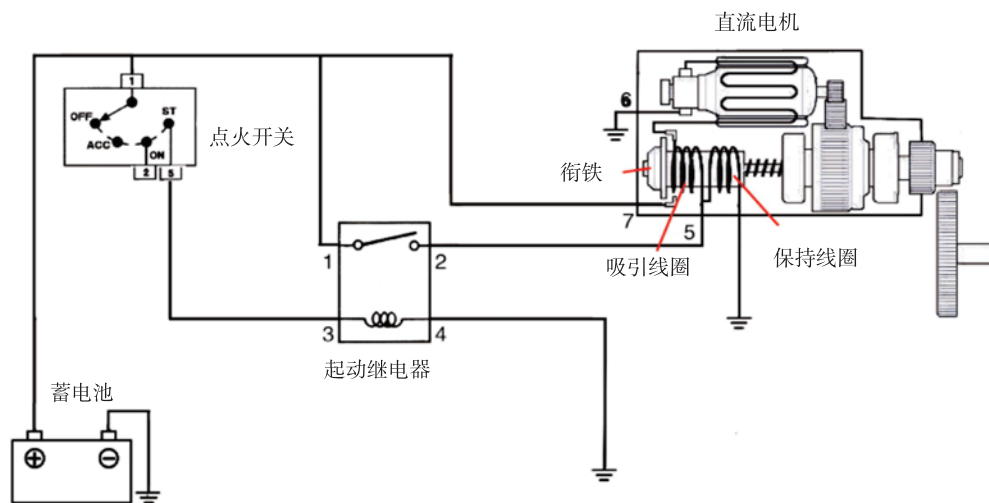 直流电机
1
OFF
ST
ACC
ON
2 5
点火开关
6
衔铁
7
5
吸引线圈
保持线圈
1
2
3
4
起动继电器
蓄电池